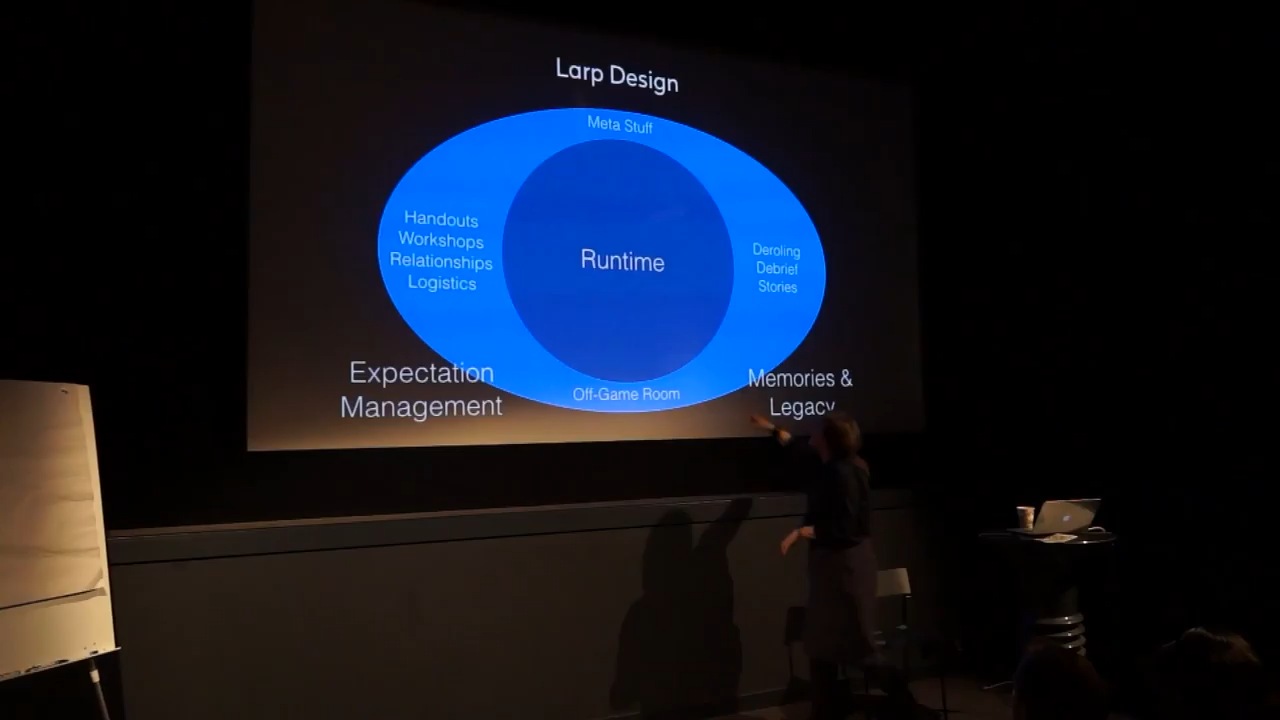 Larp Design
Meta Stuff
Handouts
Workshops
Relationships
Logistics
Runtime
Deroling
Debrief
Stories
Expectation
Management
Off-Game Room
Memories &
Legacy